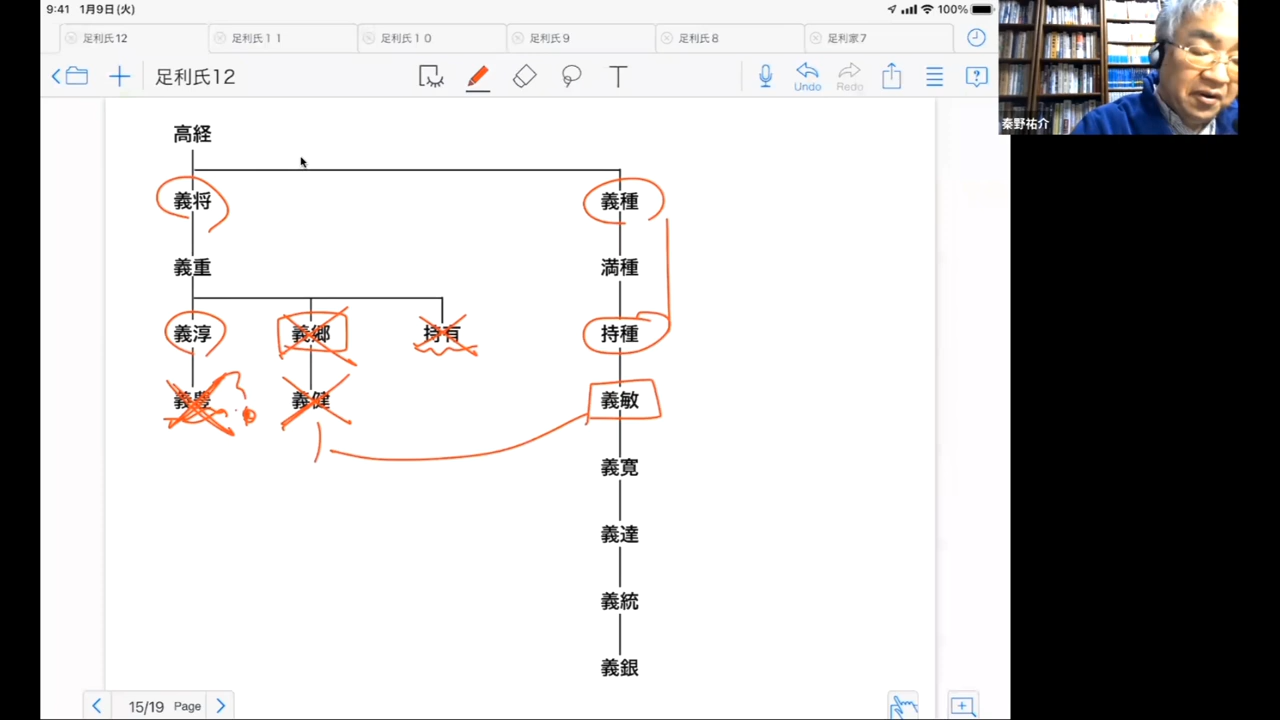 9:41 1月9日(火) 100%
足利氏12 足利氏11 足利氏10 足利氏9 足利氏8 足利家7
足利氏12 Undo Redo
秦野祐介
高経
義将 義種
義重 満種
義淳 義郷 持有 持種
義豊 義健 義敏
義寛
義達
義統
義銀
15/19 Page